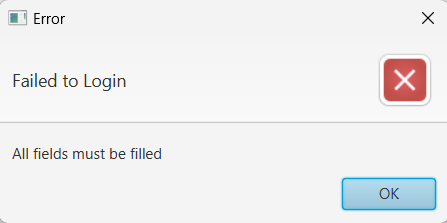 Error
Failed to Login
All fields must be filled
OK